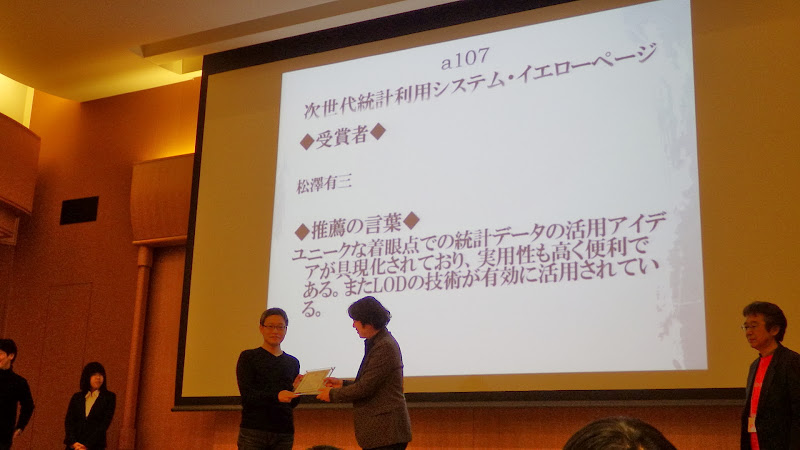 a107
次世代統計利用システム・イエローページ
◆受賞者◆
松澤有三
◆推薦の言葉◆
ユニークな着眼点での統計データの活用アイデ
アが具現化されており、実用性も高く便利で
ある。またLODの技術が有効に活用されてい
る。